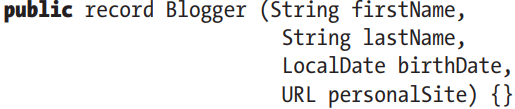 public record Blogger (String firstName,
String lastName,
LocalDate birthDate,
URL personalSite) {}